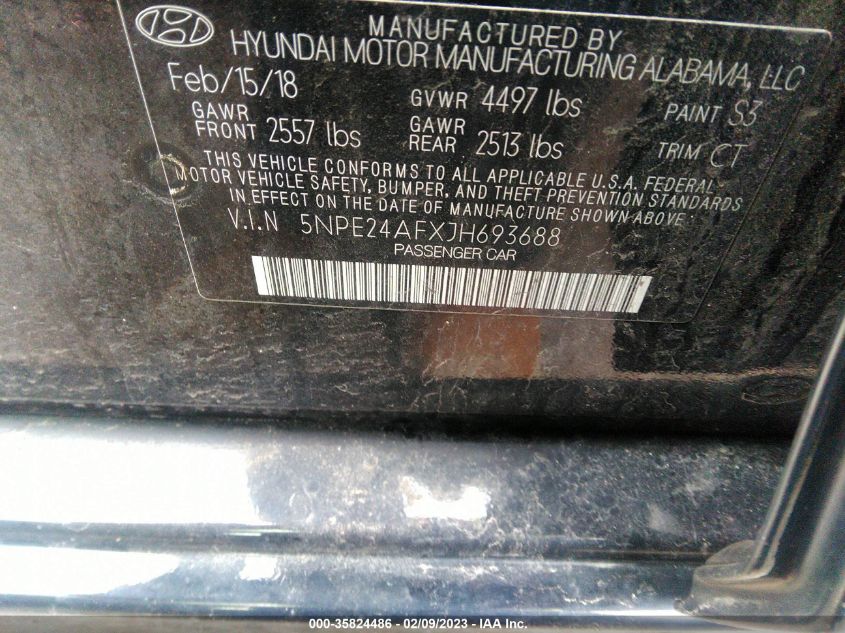 MANUFACTURED BY
HYUNDAI MOTOR MANUFACTURING ALABAMA, LLC
Feb/15/18 GVWR 4497 lbs PAINT S3
GAWR FRONT 2557 lbs GAWR REAR 2513 lbs TRIM CT
THIS VEHICLE CONFORMS TO ALL APPLICABLE U.S.A. FEDERAL
MOTOR VEHICLE SAFETY, BUMPER, AND THEFT PREVENTION STANDARDS
IN EFFECT ON THE DATE OF MANUFACTURE SHOWN ABOVE.
V.I.N 5NPE24AFXJH693688
PASSENGER CAR
000-35824486 - 02/09/2023 - IAA Inc.